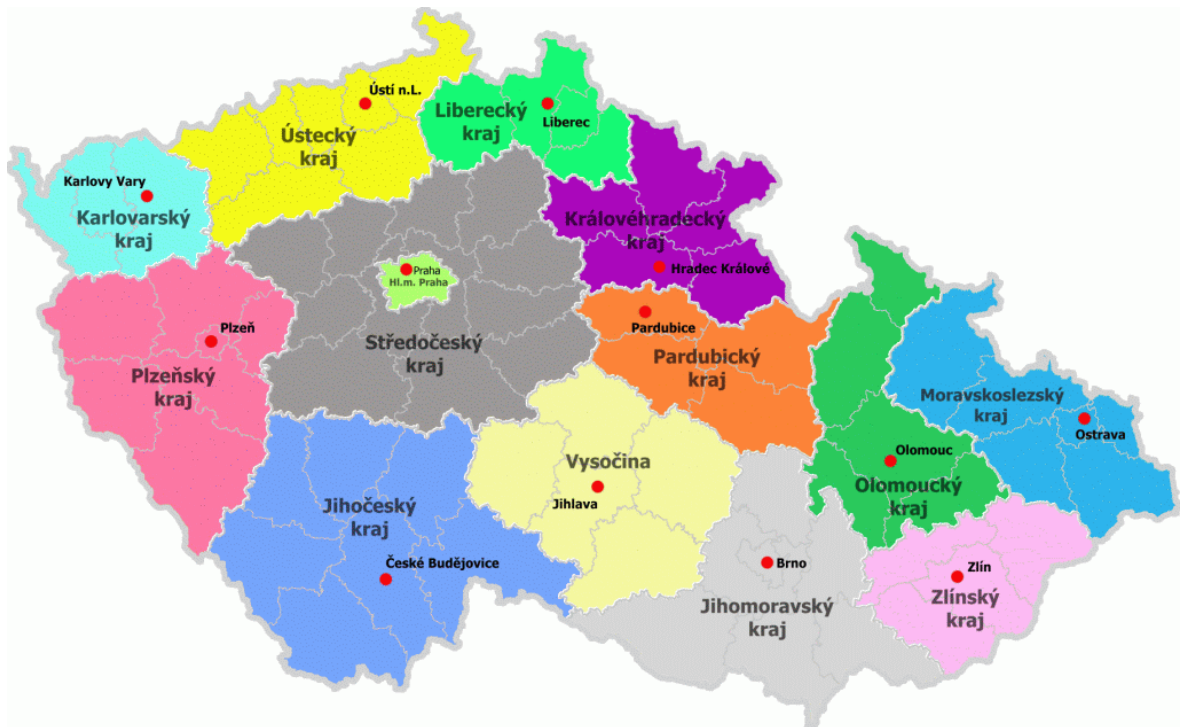 Ústí n.L.
Ústecký
kraj
Liberecký
kraj
Liberec
Karlovy Vary
Karlovarský
kraj
Královéhradecký
kraj
Hradec Králové
Praha
Hl.m. Praha
Středočeský
kraj
Plzeň
Plzeňský
kraj
Pardubice
Pardubický
kraj
Moravskoslezský
kraj
Ostrava
Olomouc
Olomoucký
kraj
Vysočina
Jihlava
Jihočeský
kraj
České Budějovice
Brno
Jihomoravský
kraj
Zlín
Zlínský
kraj